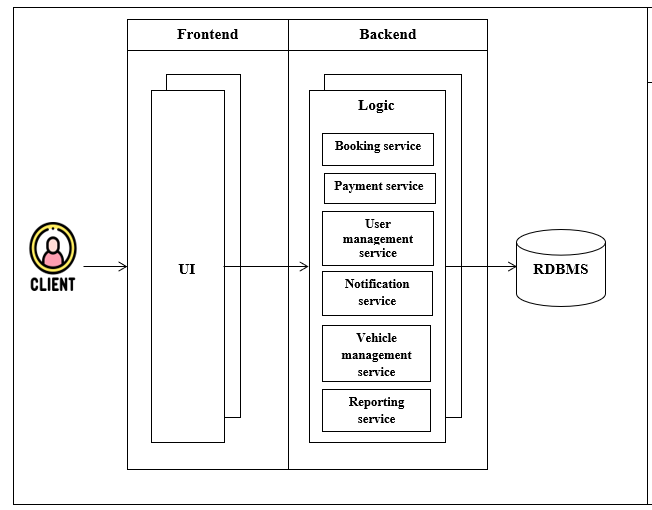 Frontend
Backend
Logic
Booking service
Payment service
User
management
service
Notification
service
Vehicle
management
service
Reporting
service
UI
CLIENT
RDBMS